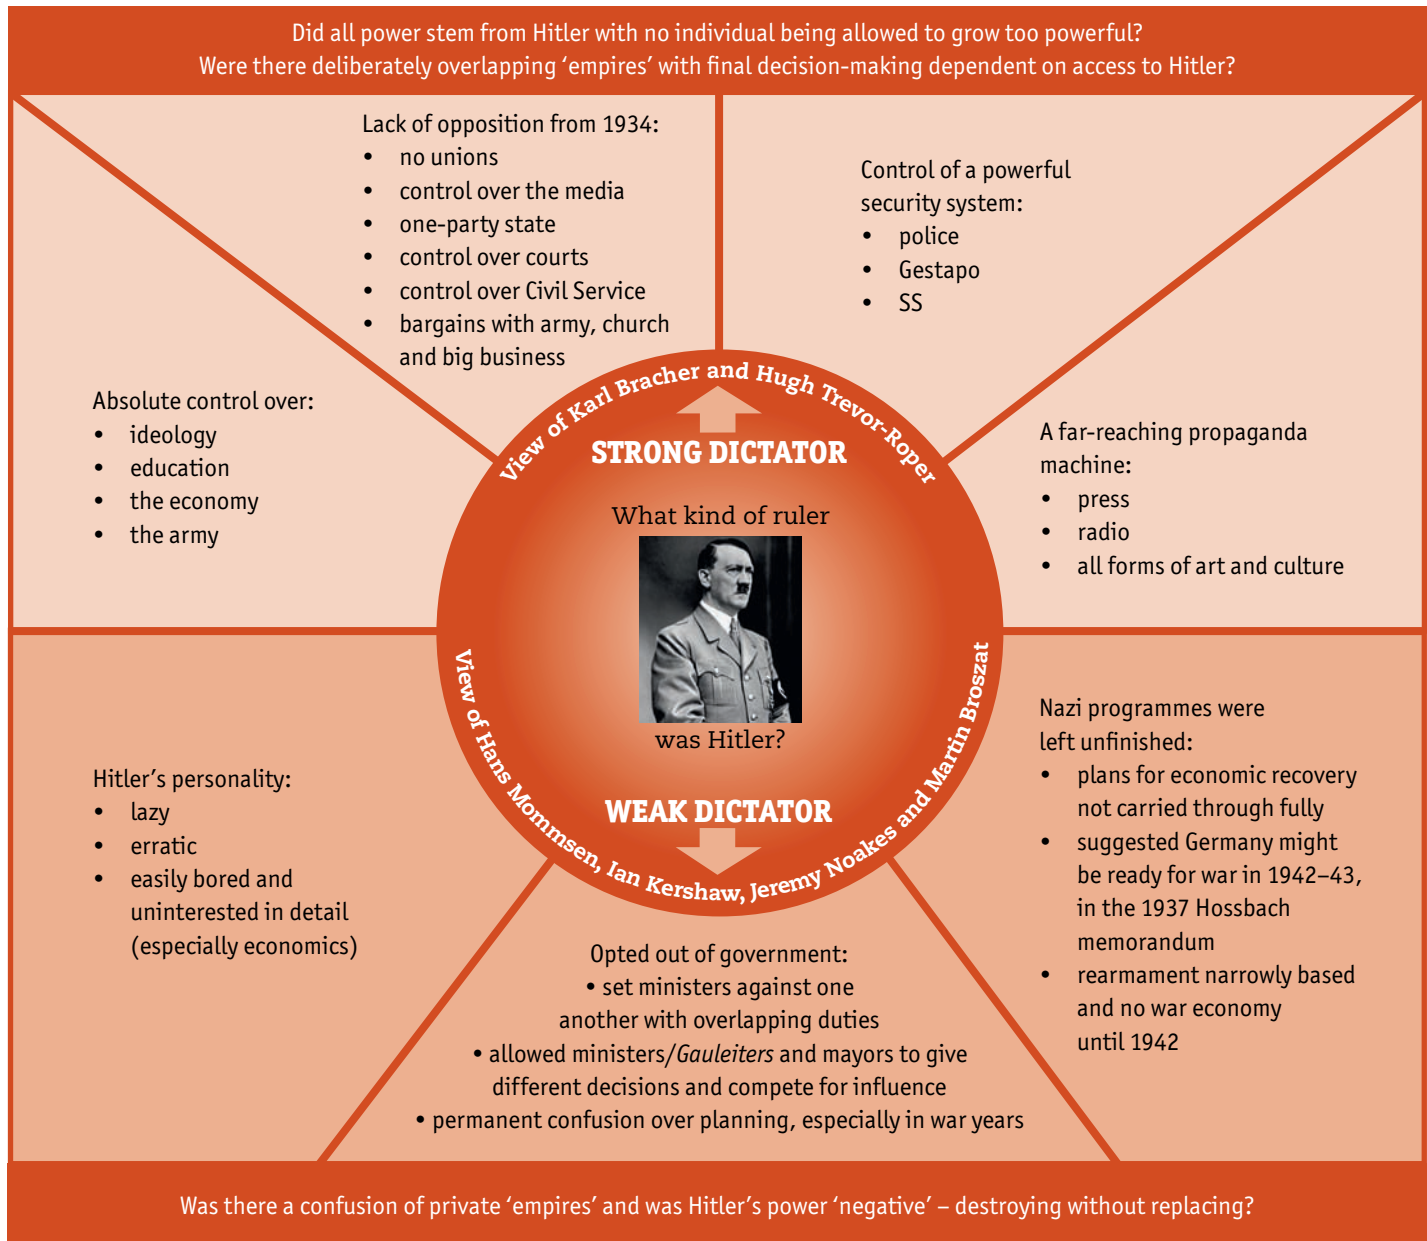 Did all power stem from Hitler with no individual being allowed to grow too powerful?
Were there deliberately overlapping ‘empires’ with final decision-making dependent on access to Hitler?
Lack of opposition from 1934:
• no unions
• control over the media
• one-party state
• control over courts
• control over Civil Service
• bargains with army, church
and big business
Control of a powerful
security system:
• police
• Gestapo
• SS
Absolute control over:
• ideology
• education
• the economy
• the army
A far-reaching propaganda
machine:
• press
• radio
• all forms of art and culture
View of Karl Bracher and Hugh Trevor-Roper
STRONG DICTATOR
What kind of ruler
was Hitler?
WEAK DICTATOR
View of Hans Mommsen, Ian Kershaw, Jeremy Noakes and Martin Broszat
Hitler’s personality:
• lazy
• erratic
• easily bored and
uninterested in detail
(especially economics)
Opted out of government:
• set ministers against one
another with overlapping duties
• allowed ministers/Gauleiters and mayors to give
different decisions and compete for influence
• permanent confusion over planning, especially in war years
Nazi programmes were
left unfinished:
• plans for economic recovery
not carried through fully
• suggested Germany might
be ready for war in 1942–43,
in the 1937 Hossbach
memorandum
• rearmament narrowly based
and no war economy
until 1942
Was there a confusion of private ‘empires’ and was Hitler’s power ‘negative’ – destroying without replacing?